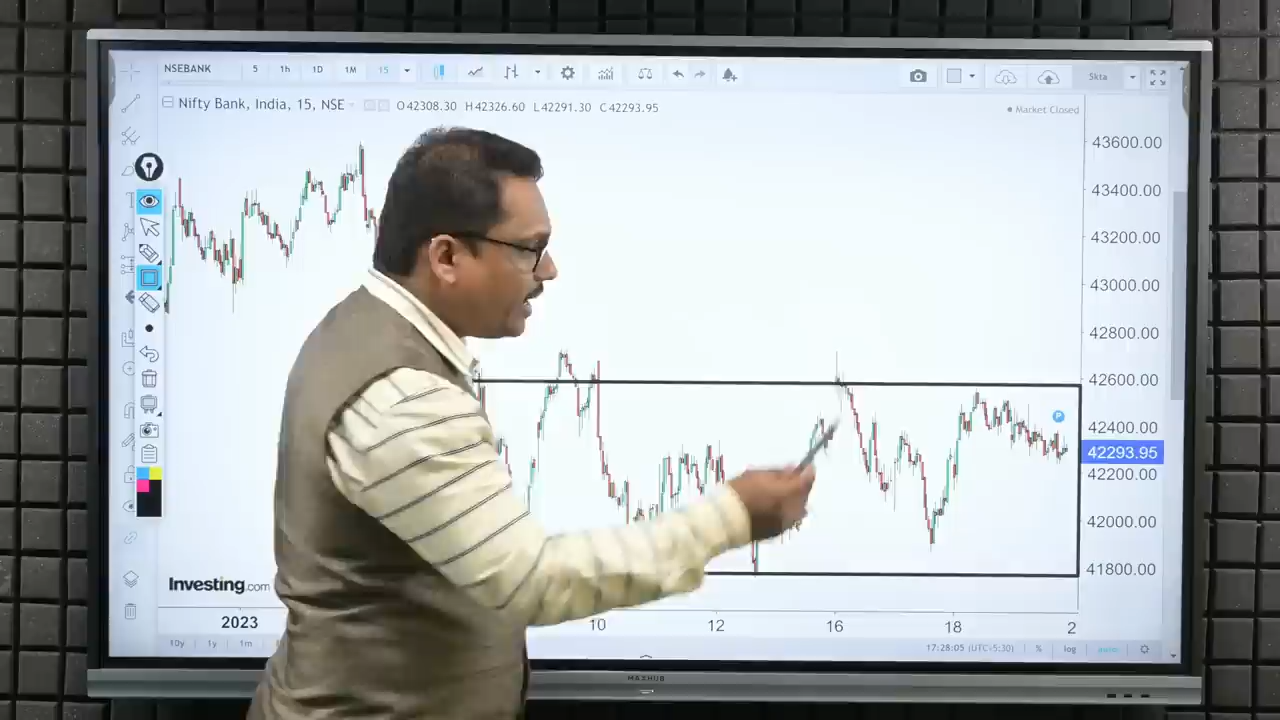 NSEBANK 5 1h 1D 1M 15 5kta
Nifty Bank, India, 15, NSE O42308.30 H42326.60 L42291.30 C42293.95
Market Closed
43600.00
43400.00
43200.00
43000.00
42800.00
42600.00
P
42400.00
42293.95
42200.00
42000.00
41800.00
Investing.com
2023 10 12 16 18 2
10y 1y 1m 17:28:05 (UTC+5:30) % log auto
MAXHUB